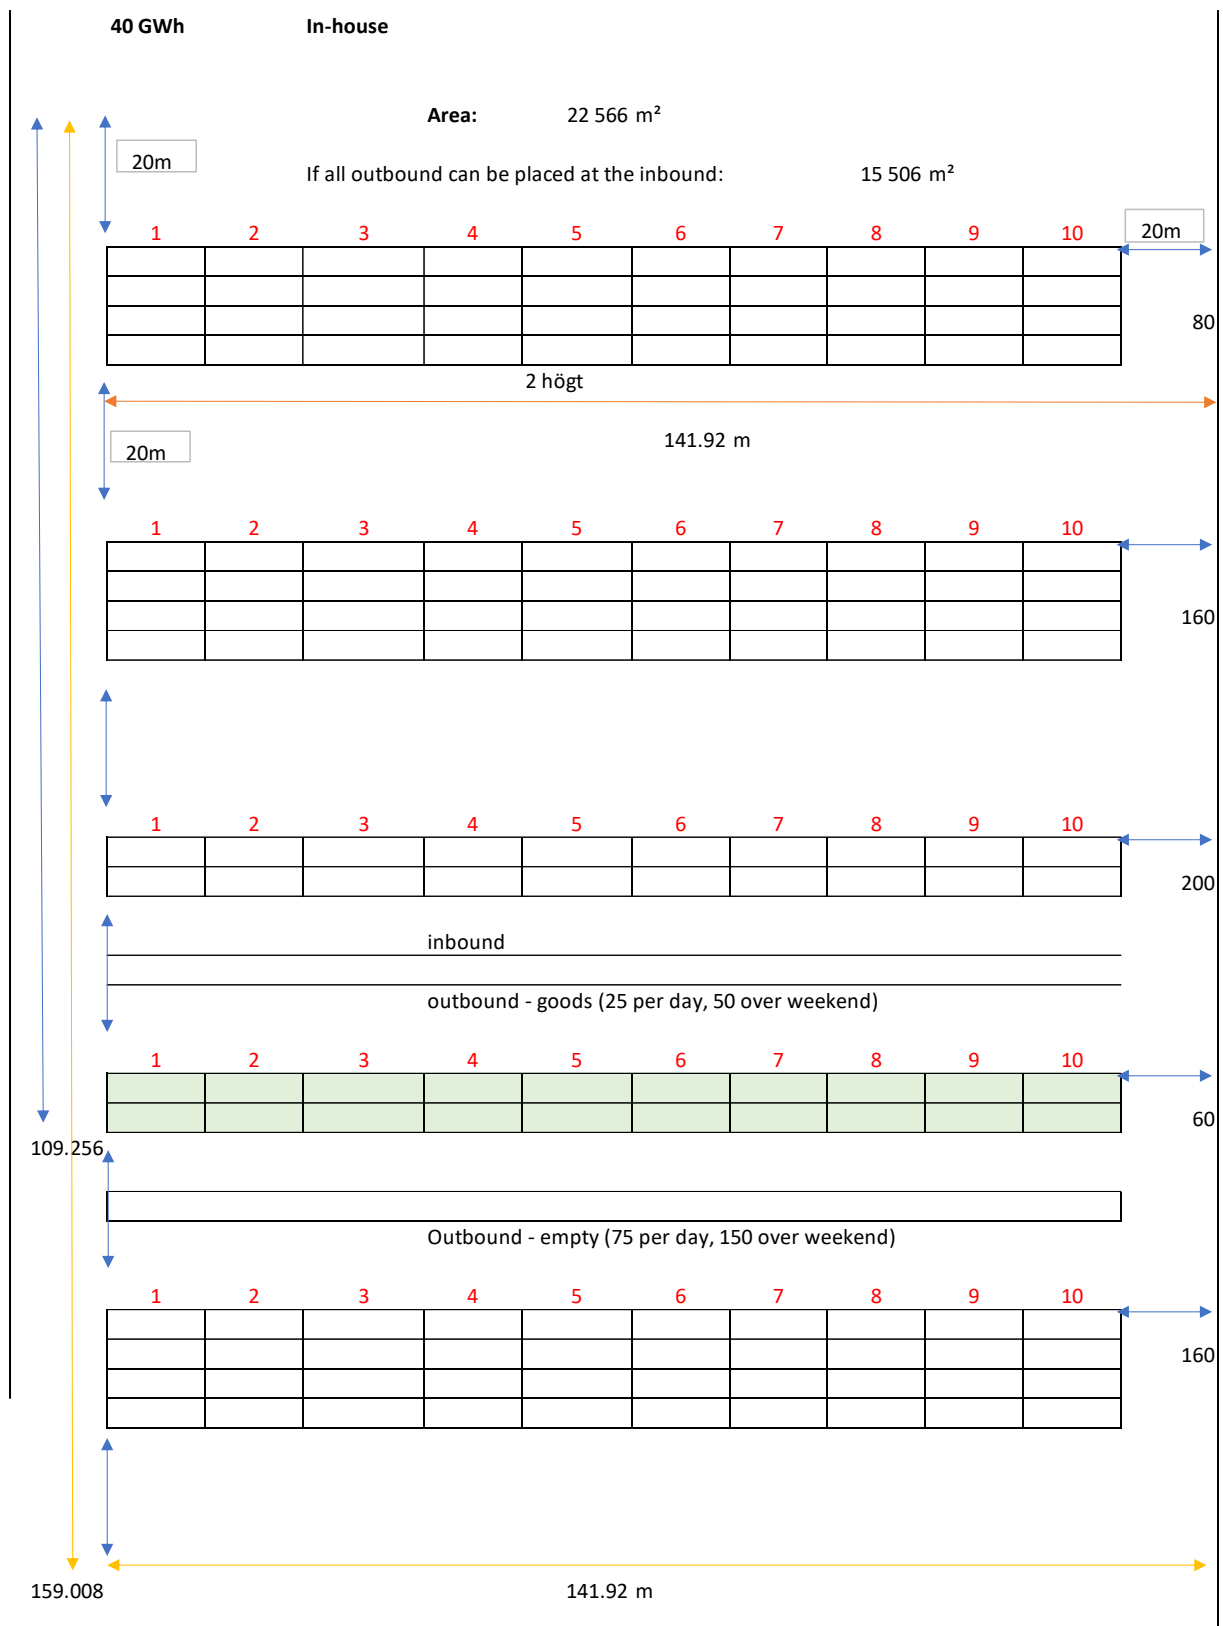 40 GWh In-house
Area: 22 566 m²
20m
If all outbound can be placed at the inbound: 15 506 m²
1 2 3 4 5 6 7 8 9 10 20m
80
2 högt
141.92 m
20m
1 2 3 4 5 6 7 8 9 10
160
1 2 3 4 5 6 7 8 9 10
200
inbound
outbound - goods (25 per day, 50 over weekend)
1 2 3 4 5 6 7 8 9 10
60
109.256
Outbound - empty (75 per day, 150 over weekend)
1 2 3 4 5 6 7 8 9 10
160
159.008 141.92 m